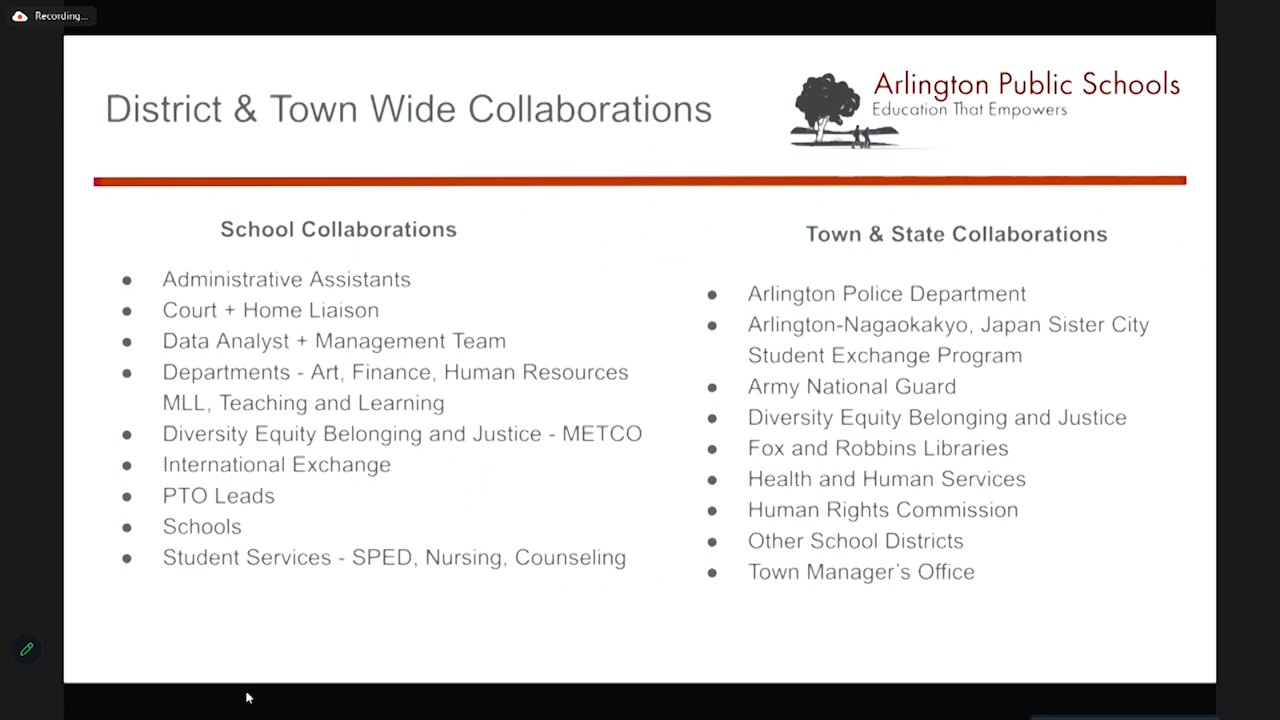 Recording...
District & Town Wide Collaborations
Arlington Public Schools
Education That Empowers
School Collaborations
● Administrative Assistants
● Court + Home Liaison
● Data Analyst + Management Team
● Departments - Art, Finance, Human Resources
MLL, Teaching and Learning
● Diversity Equity Belonging and Justice - METCO
● International Exchange
● PTO Leads
● Schools
● Student Services - SPED, Nursing, Counseling
Town & State Collaborations
● Arlington Police Department
● Arlington-Nagaokakyo, Japan Sister City
Student Exchange Program
● Army National Guard
● Diversity Equity Belonging and Justice
● Fox and Robbins Libraries
● Health and Human Services
● Human Rights Commission
● Other School Districts
● Town Manager’s Office